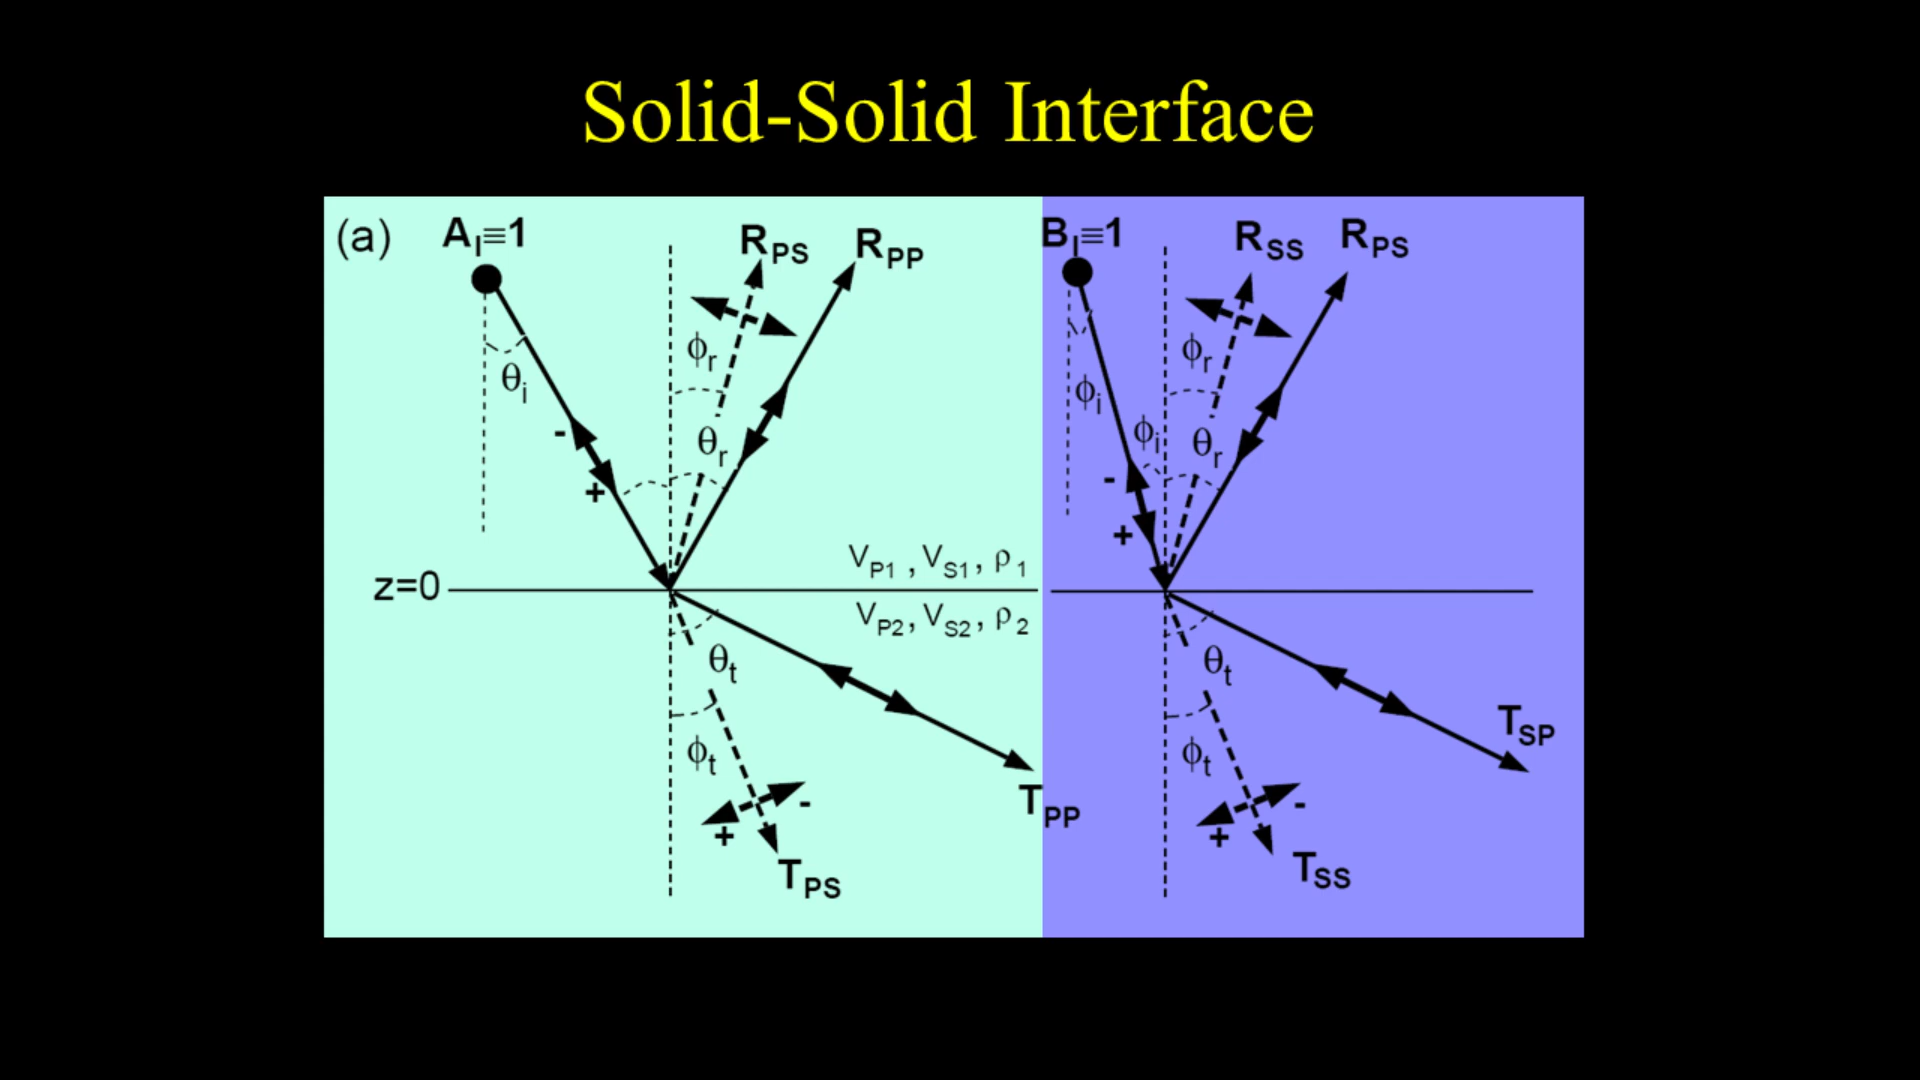 Solid-Solid Interface
(a)
A_I≡1
R_PS
R_PP
θ_i
ϕ_r
θ_r
-
+
z=0
V_P1 , V_S1, ρ_1
V_P2, V_S2, ρ_2
θ_t
ϕ_t
-
+
T_PP
T_PS
B_I≡1
R_SS
R_PS
ϕ_i
ϕ_r
ϕ_i
θ_r
-
+
θ_t
T_SP
ϕ_t
-
+
T_SS